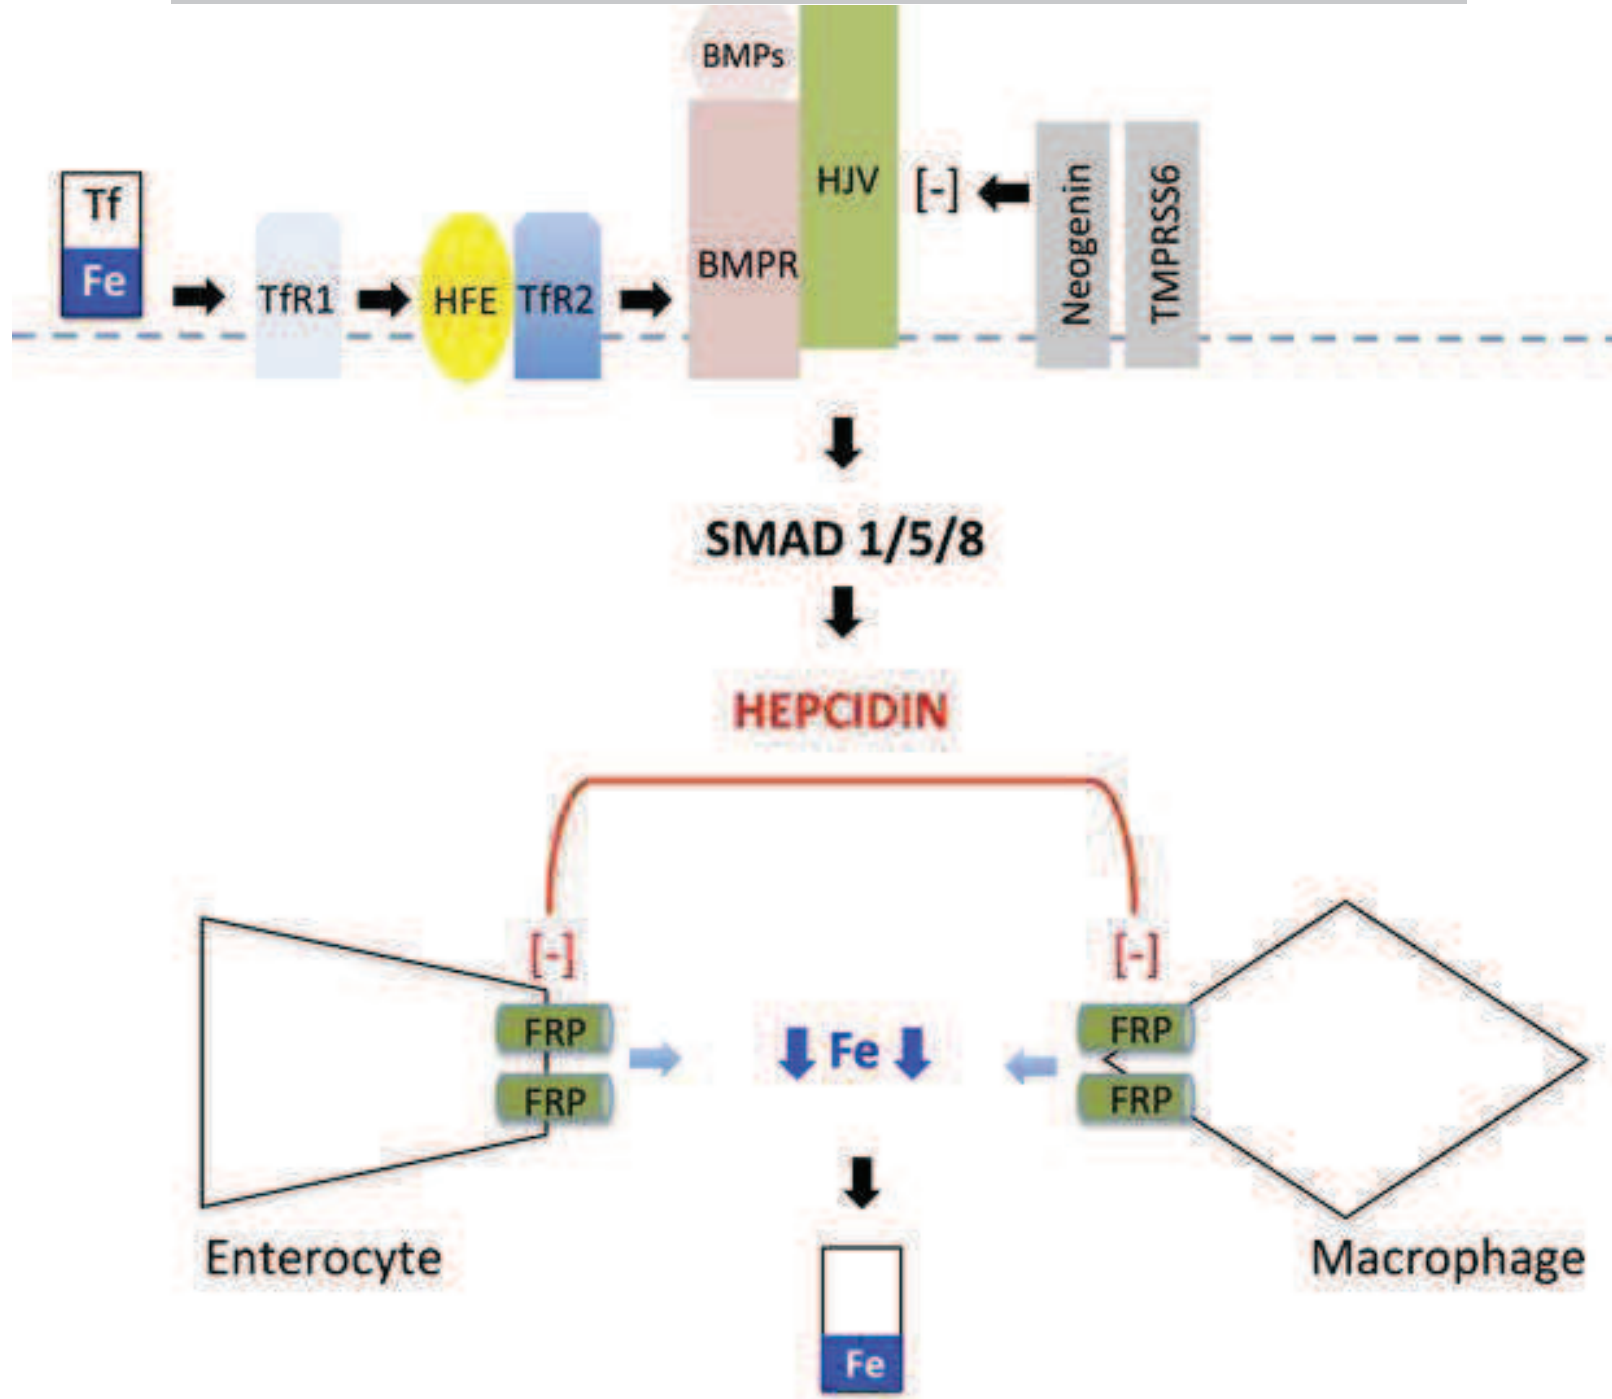 BMPs
HJV
[-]
Neogenin
TMPRSS6
Tf
Fe
TfR1
HFE
TfR2
BMPR
SMAD 1/5/8
HEPCIDIN
[-]
[-]
FRP
Fe
FRP
FRP
FRP
Enterocyte
Macrophage
Fe